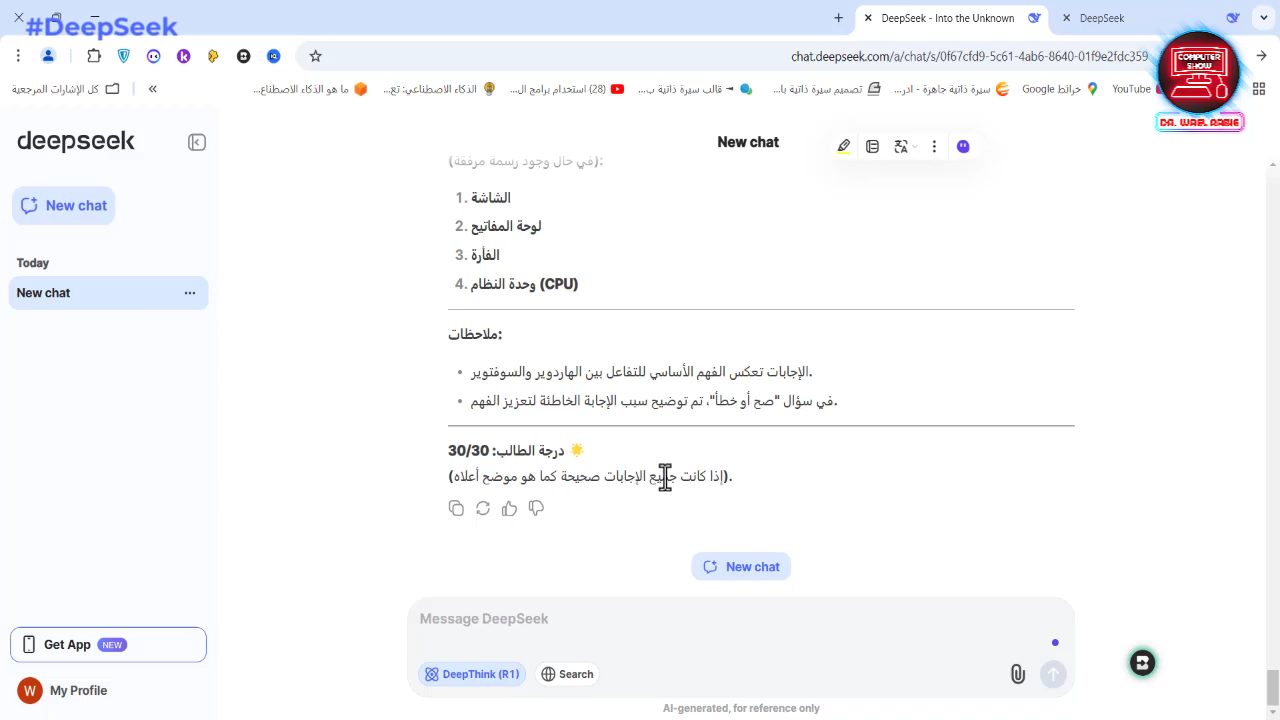 #DeepSeek
DeepSeek - Into the Unknown
DeepSeek
chat.deepseek.com/a/chat/s/0f67cfd9-5c61-4ab6-8640-01f9e2fdc359
COMPUTER
SHOW
DR. WAEL RABIE
كل الإشارات المرجعية
ما هو الذكاء الاصطناع...
الذكاء الاصطناعي: تع...
(28) استخدام برامج ال...
قالب سيرة ذاتية ب...
تصميم سيرة ذاتية با...
سيرة ذاتية جاهزة - ادر...
خرائط Google
YouTube
deepseek
New chat
Today
New chat
Get App NEW
W My Profile
New chat
(في حال وجود رسمة مرفقة):
1. الشاشة
2. لوحة المفاتيح
3. الفأرة
4. وحدة النظام (CPU)
ملاحظات:
الإجابات تعكس الفهم الأساسي للتفاعل بين الهاردوير والسوفتوير.
في سؤال "صح أو خطأ"، تم توضيح سبب الإجابة الخاطئة لتعزيز الفهم.
درجة الطالب: 30/30
(إذا كانت جميع الإجابات صحيحة كما هو موضح أعلاه).
New chat
Message DeepSeek
DeepThink (R1)
Search
AI-generated, for reference only